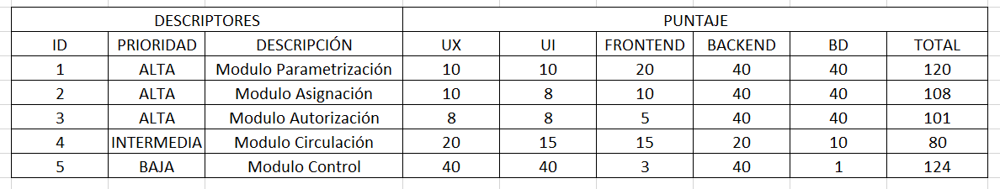 DESCRIPTORES PUNTAJE
ID PRIORIDAD DESCRIPCIÓN UX UI FRONTEND BACKEND BD TOTAL
1 ALTA Modulo Parametrización 10 10 20 40 40 120
2 ALTA Modulo Asignación 10 8 10 40 40 108
3 ALTA Modulo Autorización 8 8 5 40 40 101
4 INTERMEDIA Modulo Circulación 20 15 15 20 10 80
5 BAJA Modulo Control 40 40 3 40 1 124